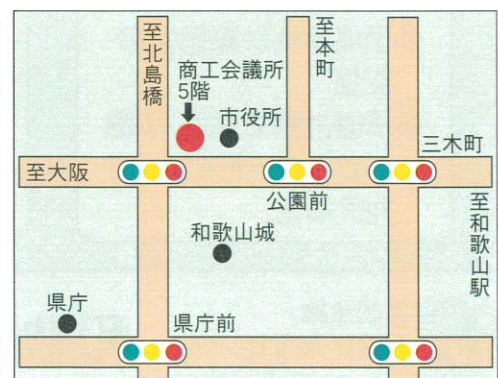 至北島橋
商工会議所
5階
市役所
至本町
三木町
至大阪
公園前
至和歌山駅
和歌山城
県庁
県庁前